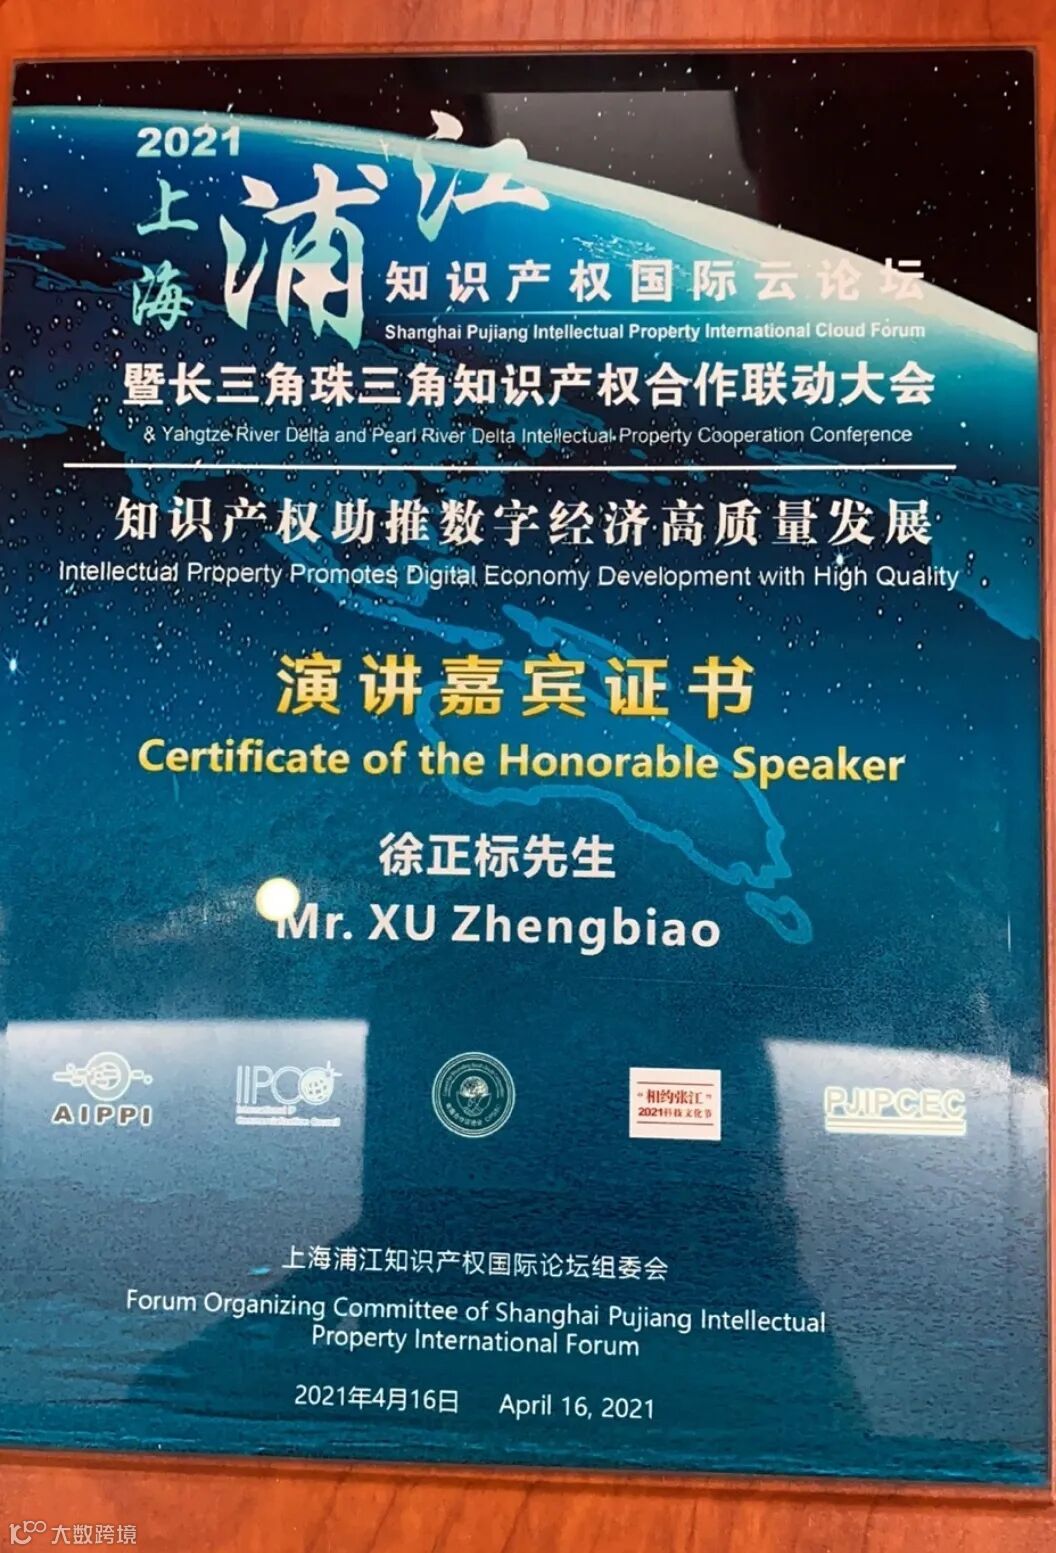 2021
上海浦江
知识产权国际云论坛
Shanghai Pujiang Intellectual Property International Cloud Forum
暨长三角珠三角知识产权合作联动大会
& Yahgtze River Delta and Pearl River Delta Intellectual Property Cooperation Conference
知识产权助推数字经济高质量发展
Intellectual Property Promotes Digital Economy Development with High Quality
演讲嘉宾证书
Certificate of the Honorable Speaker
徐正标先生
Mr. XU Zhengbiao
AIPPI
IIPCC
"相约张江"
2021科技文化节
PJIPCEC
上海浦江知识产权国际论坛组委会
Forum Organizing Committee of Shanghai Pujiang Intellectual
Property International Forum
2021年4月16日 April 16, 2021
大数跨境